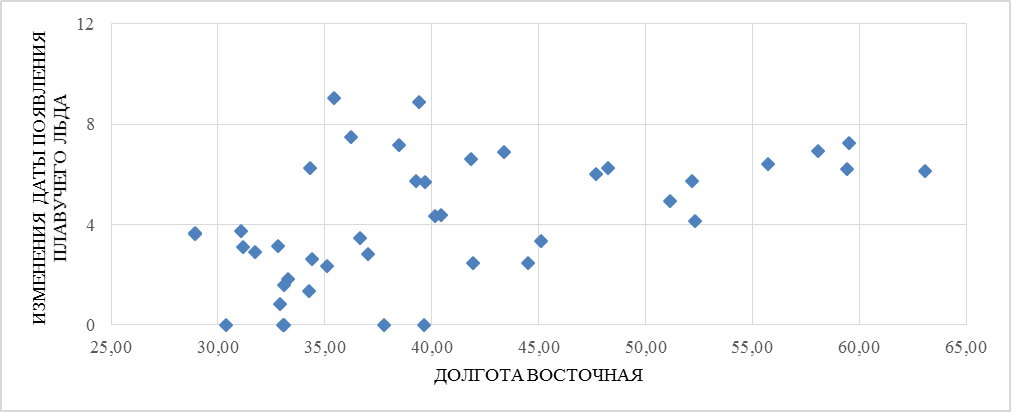 ИЗМЕНЕНИЯ ДАТЫ ПОЯВЛЕНИЯ
ПЛАВУЧЕГО ЛЬДА
12
8
4
0
25,00 30,00 35,00 40,00 45,00 50,00 55,00 60,00 65,00
ДОЛГОТА ВОСТОЧНАЯ